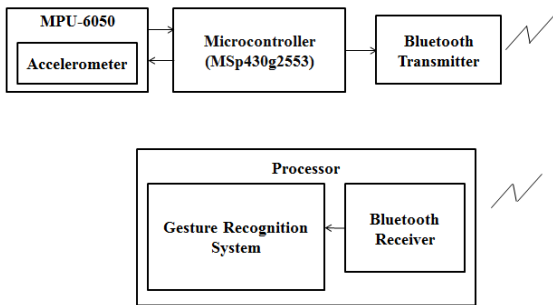 MPU-6050
Accelerometer
Microcontroller
(MSp430g2553)
Bluetooth
Transmitter
Processor
Gesture Recognition
System
Bluetooth
Receiver